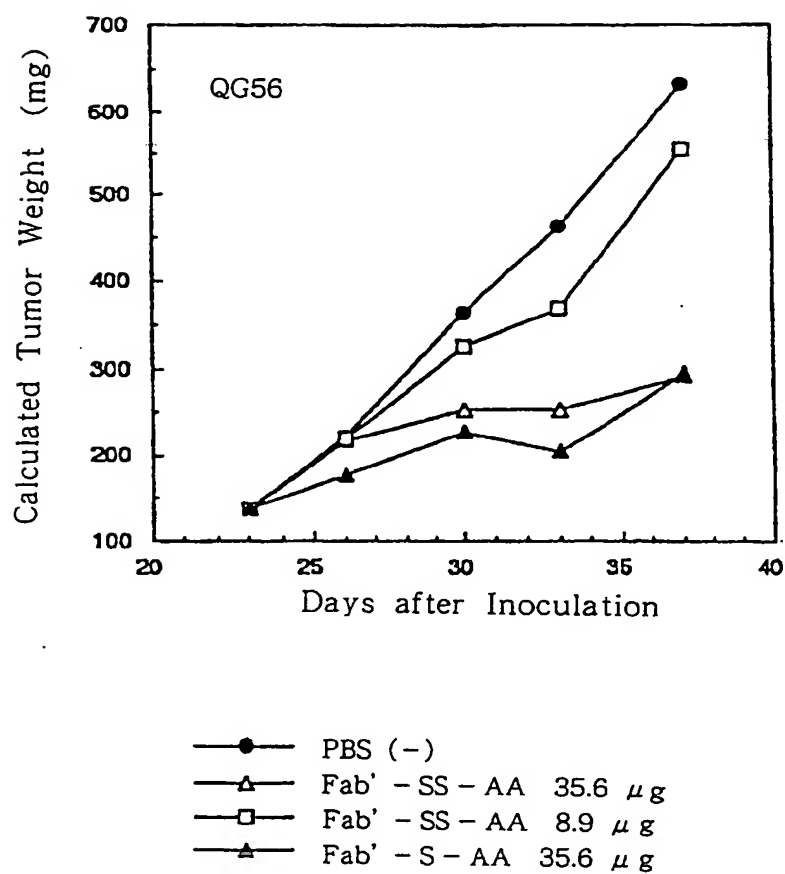 Calculated Tumor Weight (mg)
700
600
500
400
300
200
100
QG56
20 25 30 35 40
Days after Inoculation
PBS (-)
Fab' - SS - AA 35.6 μg
Fab' - SS - AA 8.9 μg
Fab' - S - AA 35.6 μg